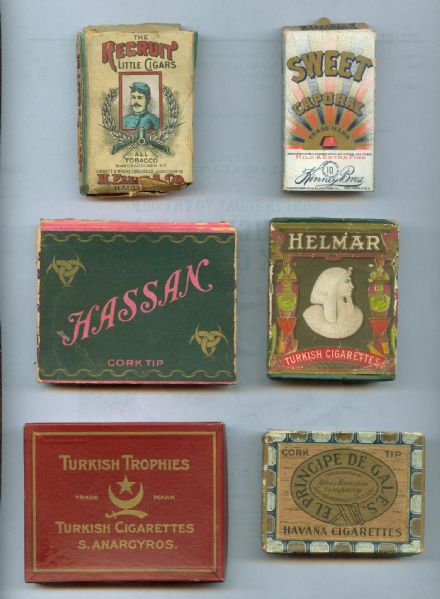 THE
RECRUIT
LITTLE CIGARS
ALL
TOBACCO
MANUFACTURED BY
SWEET
CAPORAL
TRADE MARK
MILD & EXTRA FINE
10
Kinney Bros.
HASSAN
CORK TIP
HELMAR
TURKISH CIGARETTES
TURKISH TROPHIES
TRADE MARK
TURKISH CIGARETTES
S. ANARGYROS.
CORK TIP
EL PRINCIPE DE GALES.
HAVANA CIGARETTES